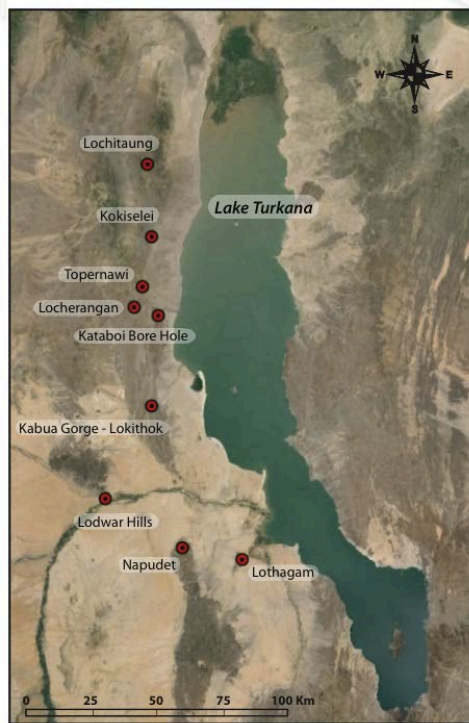 N
W E
S
Lochitaung
Kokiselei
Lake Turkana
Topernawi
Locherangan
Kataboi Bore Hole
Kabua Gorge - Lokithok
Lodwar Hills
Napudet
Lothagam
0 25 50 75 100 Km